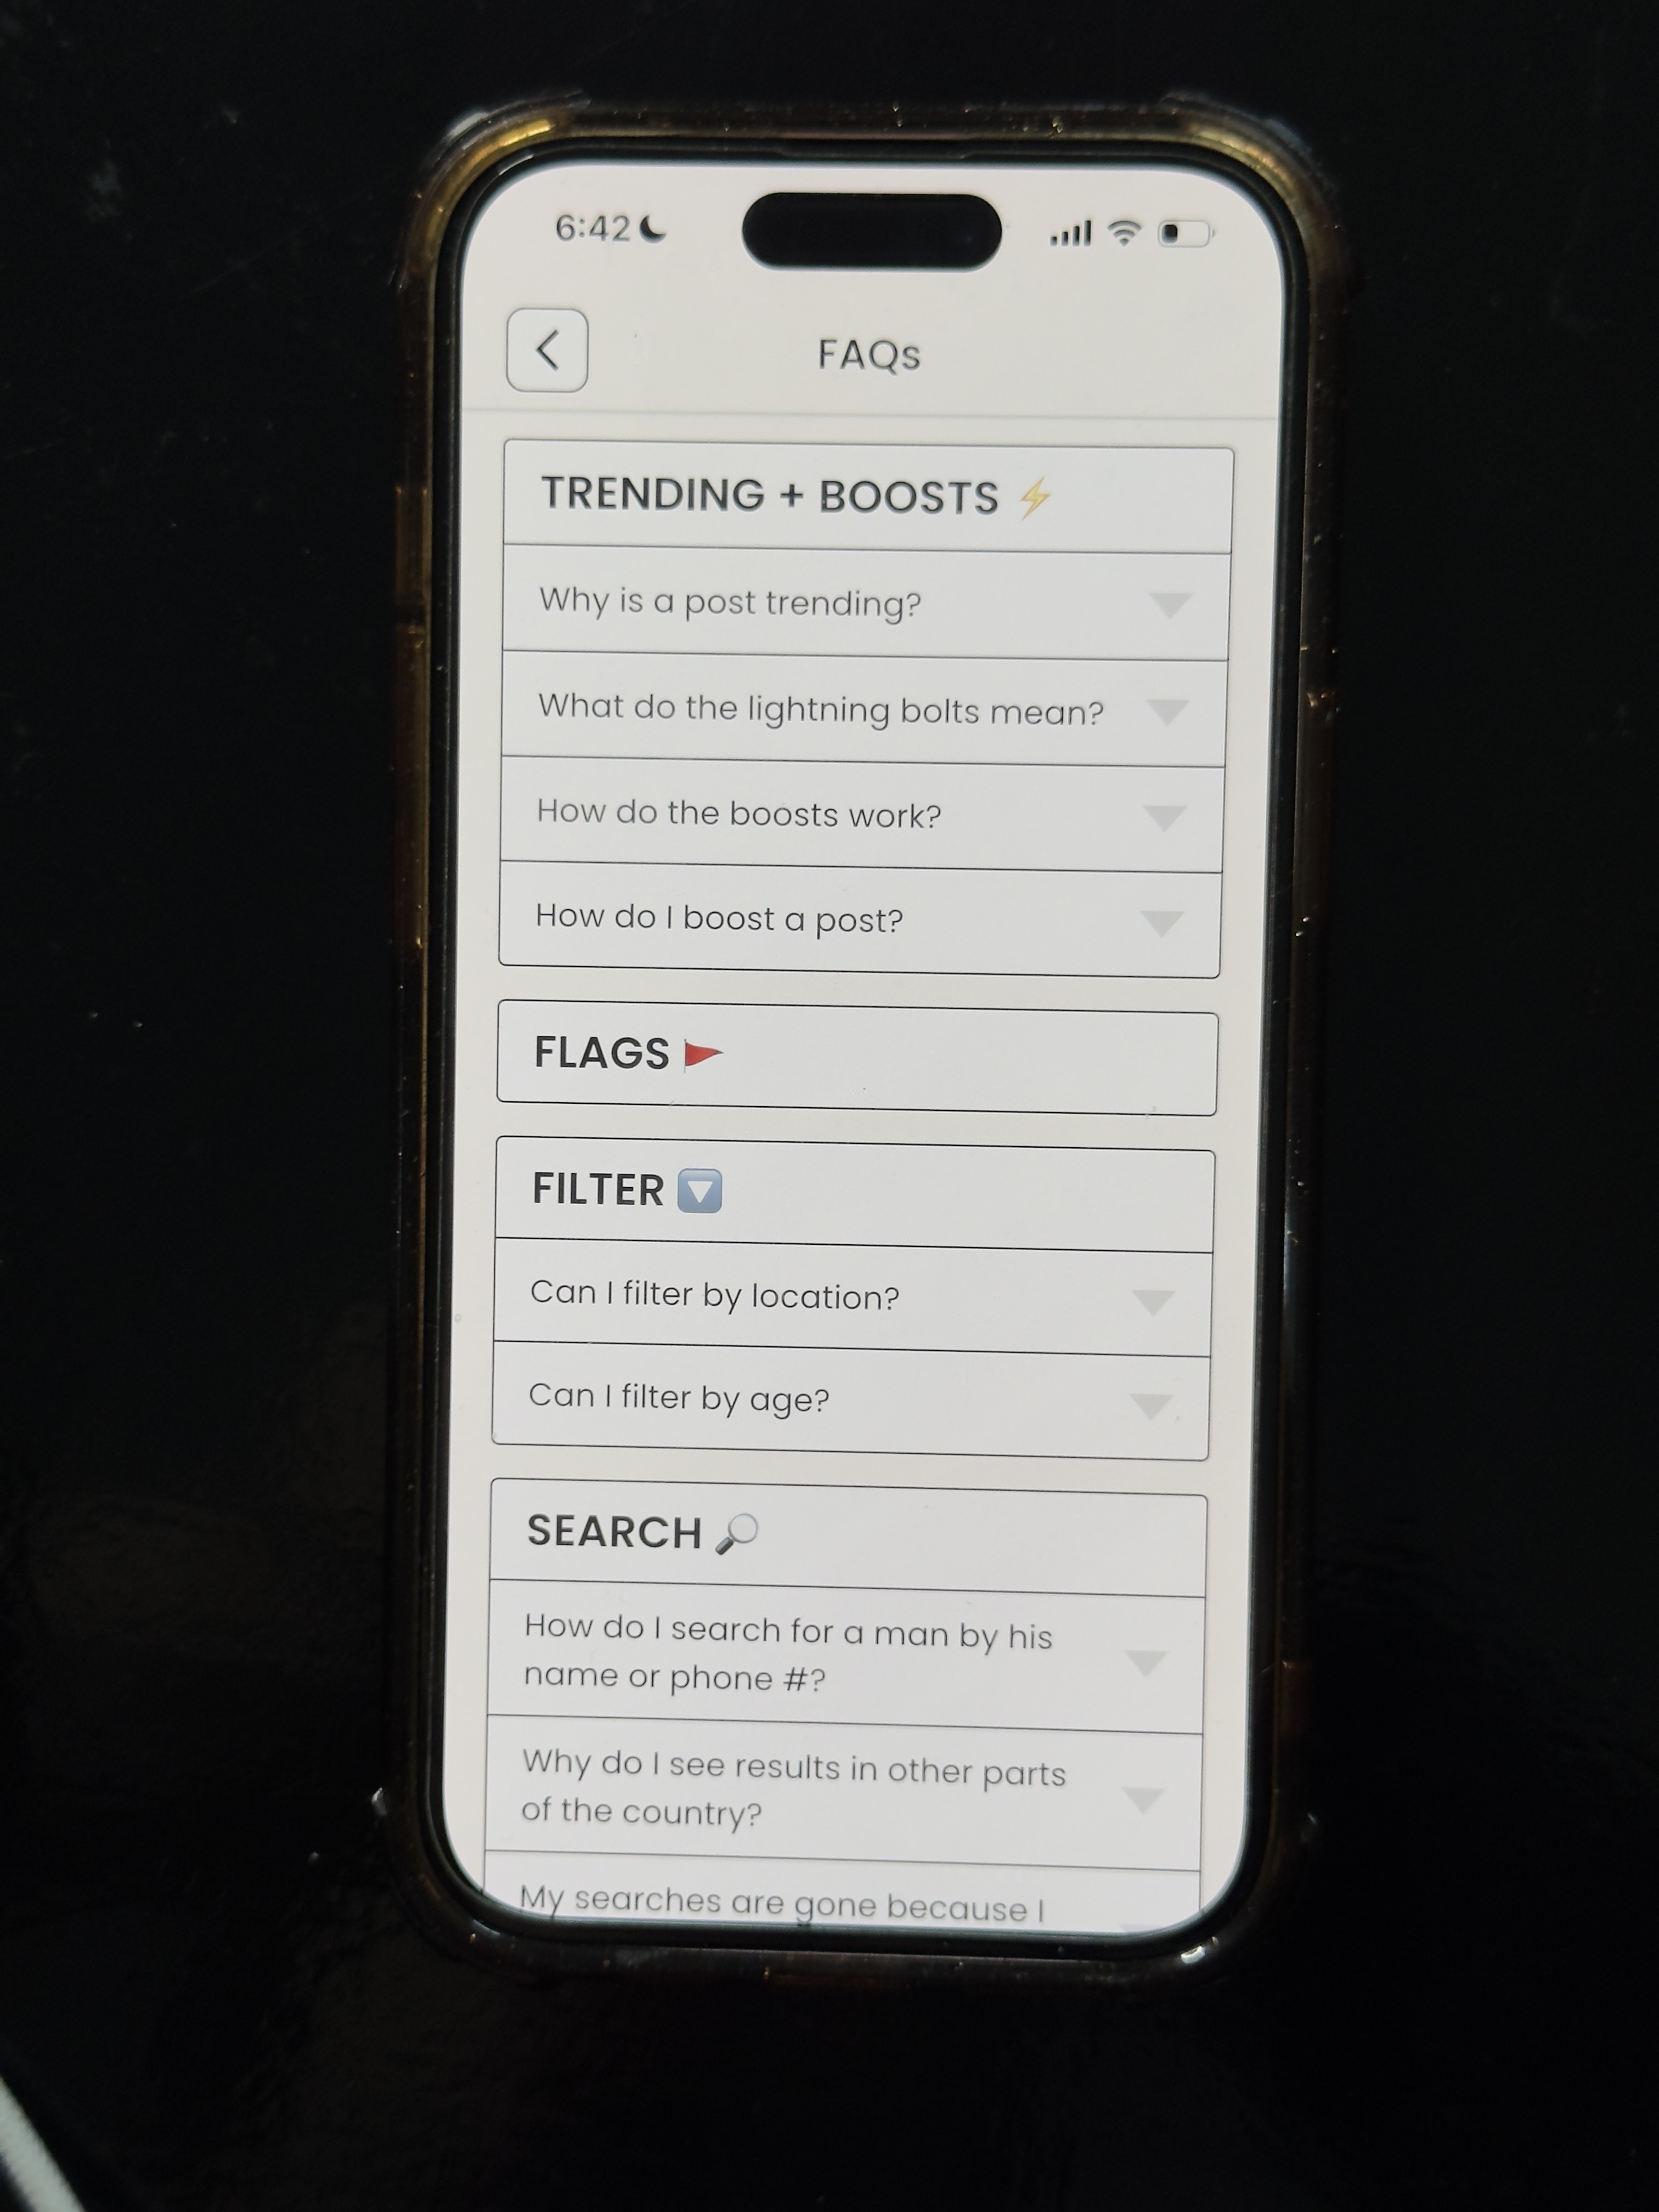 6:42
FAQs
TRENDING + BOOSTS ⚡
Why is a post trending?
What do the lightning bolts mean?
How do the boosts work?
How do I boost a post?
FLAGS 🚩
FILTER 🔽
Can I filter by location?
Can I filter by age?
SEARCH 🔎
How do I search for a man by his
name or phone #?
Why do I see results in other parts
of the country?
My searches are gone because I